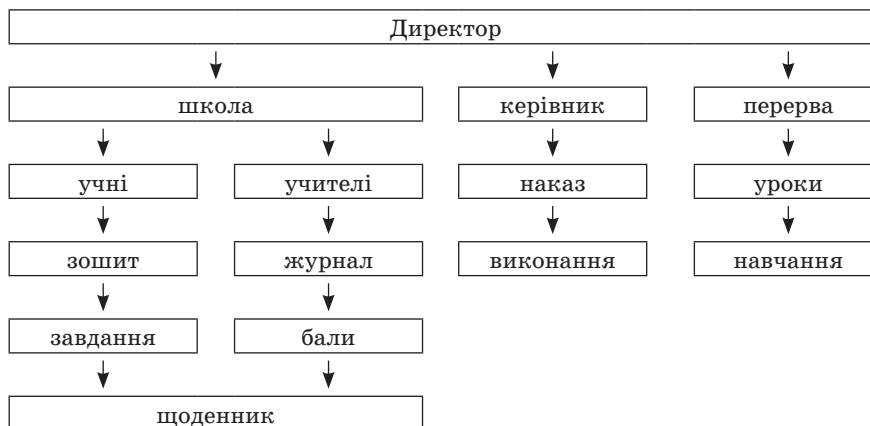 Директор
школа керівник перерва
учні учителі наказ уроки
зошит журнал виконання навчання
завдання бали
щоденник